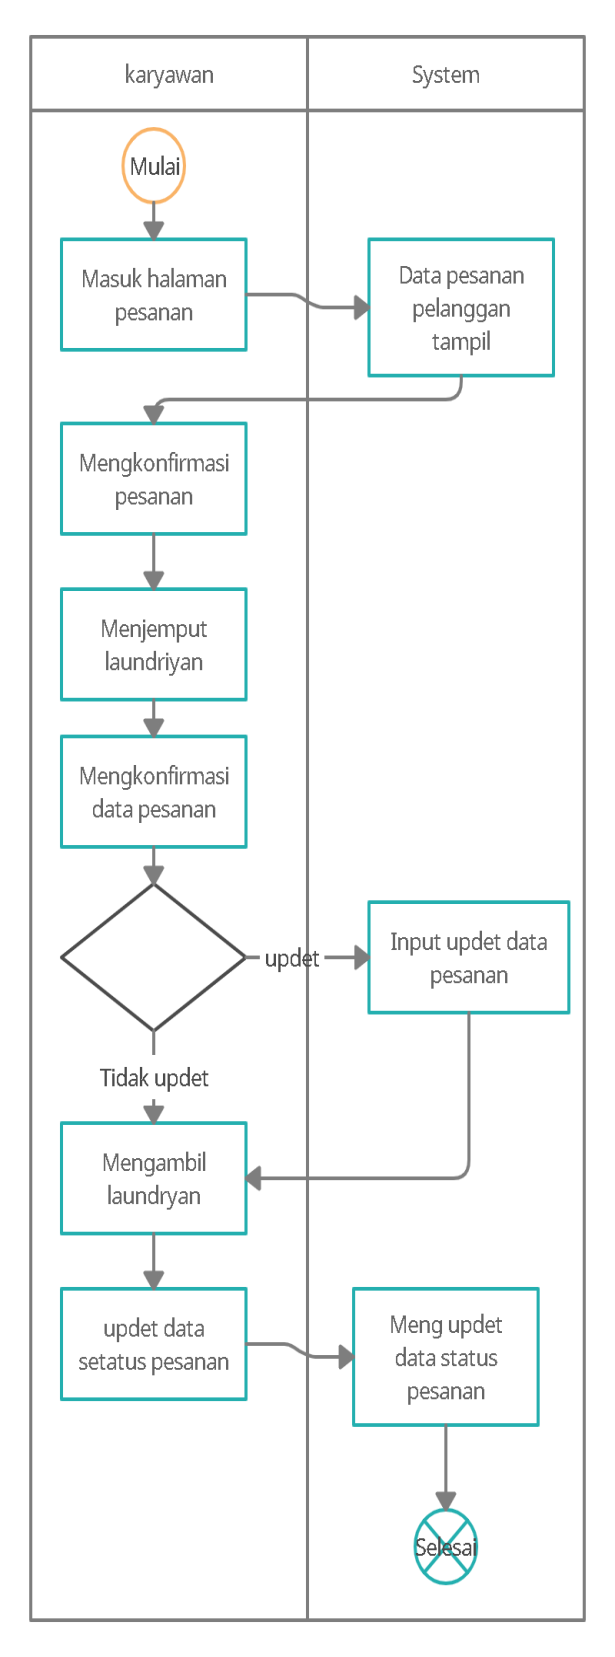 karyawan
System
Mulai
Masuk halaman
pesanan
Data pesanan
pelanggan
tampil
Mengkonfirmasi
pesanan
Menjemput
laundriyan
Mengkonfirmasi
data pesanan
updet
Input updet data
pesanan
Tidak updet
Mengambil
laundryan
updet data
setatus pesanan
Meng updet
data status
pesanan
Selesai